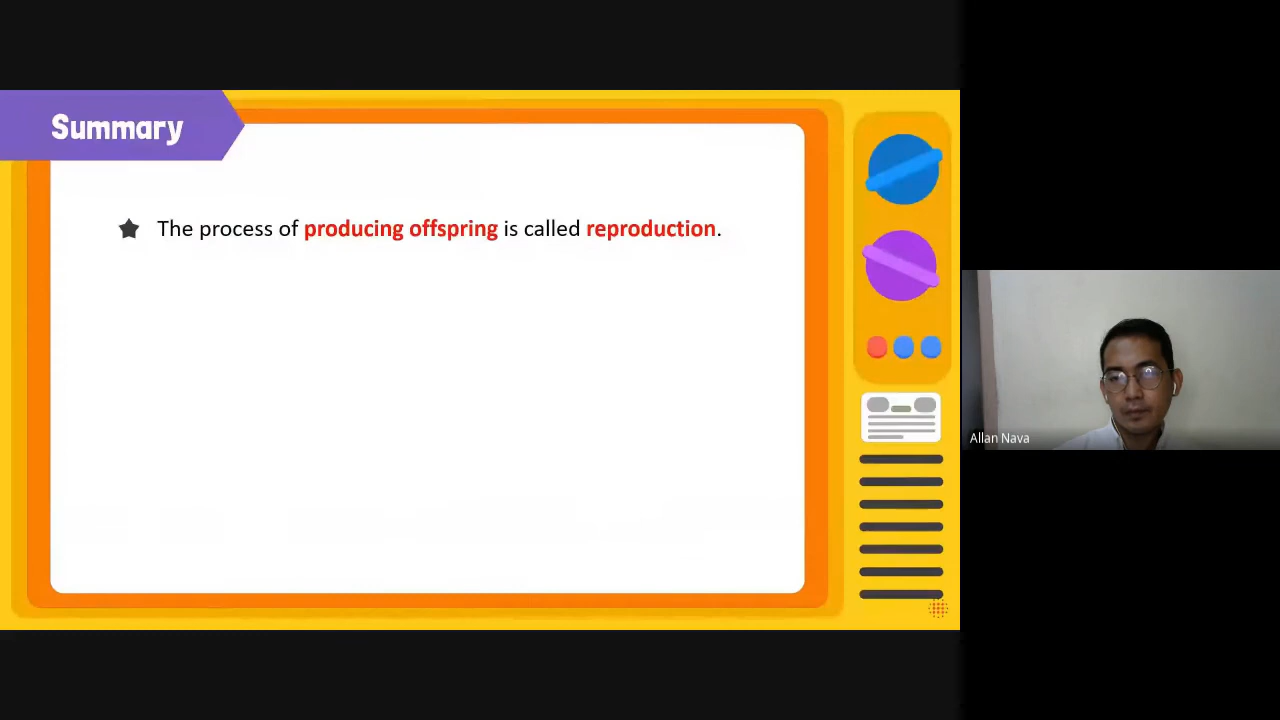 Summary
The process of producing offspring is called reproduction.
Allan Nava